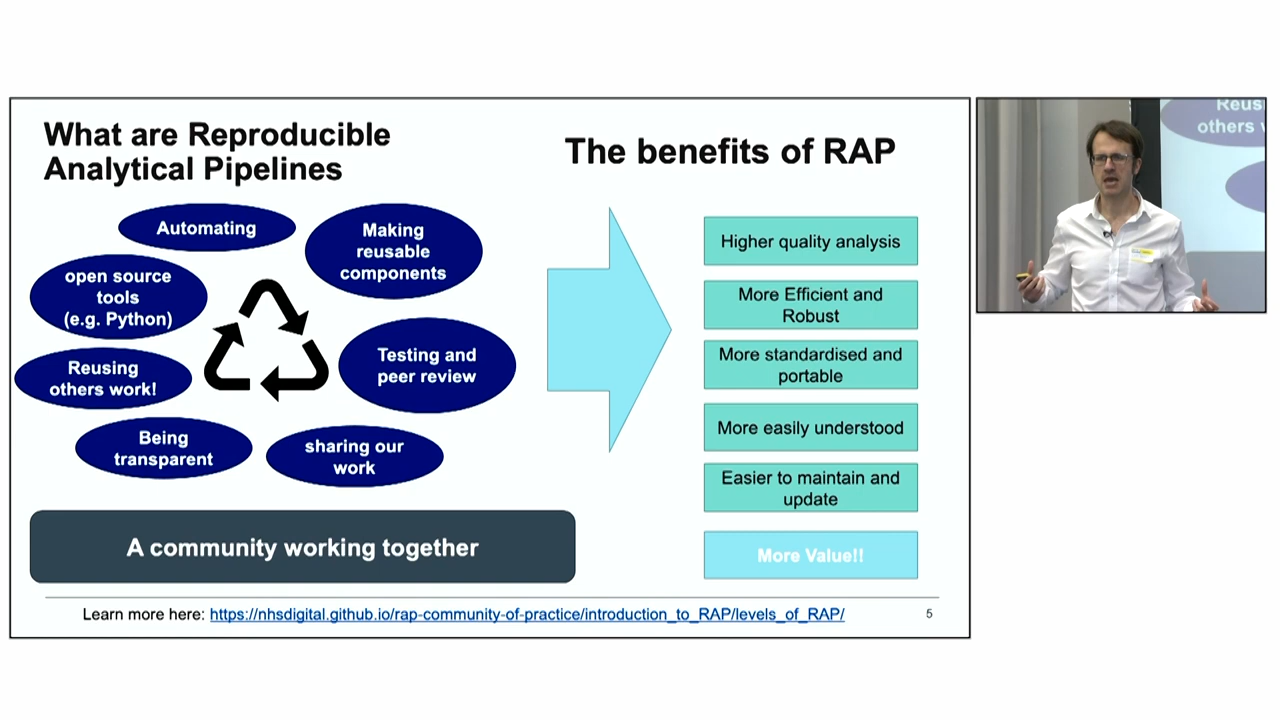 What are Reproducible
Analytical Pipelines
The benefits of RAP
Automating
Making
reusable
components
open source
tools
(e.g. Python)
Testing and
peer review
Reusing
others work!
Being
transparent
sharing our
work
A community working together
Higher quality analysis
More Efficient and
Robust
More standardised and
portable
More easily understood
Easier to maintain and
update
More Value!!
Learn more here: https://nhsdigital.github.io/rap-community-of-practice/introduction_to_RAP/levels_of_RAP/
5
others